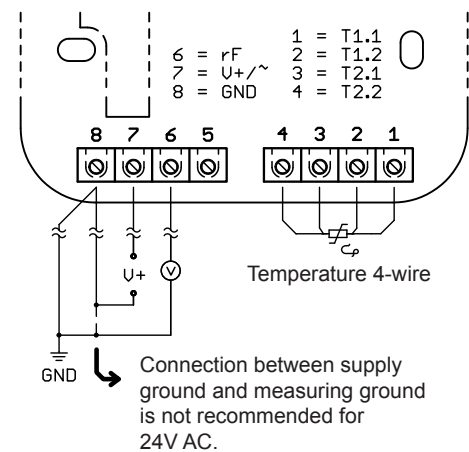 1 = T1.1
6 = rF 2 = T1.2
7 = V+/~ 3 = T2.1
8 = GND 4 = T2.2
8 7 6 5 4 3 2 1
V+
V
Temperature 4-wire
GND
Connection between supply
ground and measuring ground
is not recommended for
24V AC.